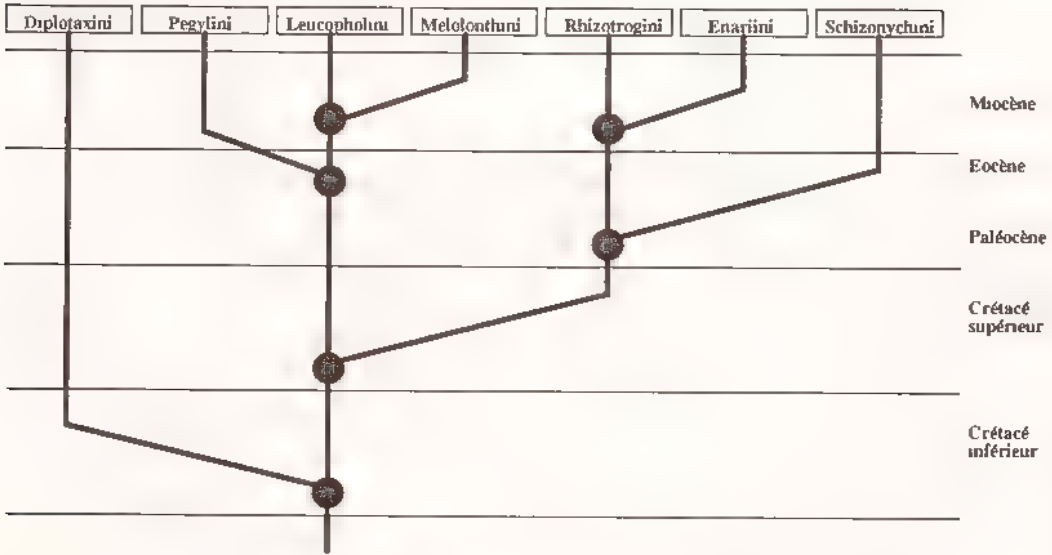 Diplotaxini
Pegylini
Leucopholini
Melolonthini
Rhizotrogini
Enariini
Schizonychini
Miocène
Eocène
Paléocène
Crétacé
supérieur
Crétacé
inférieur